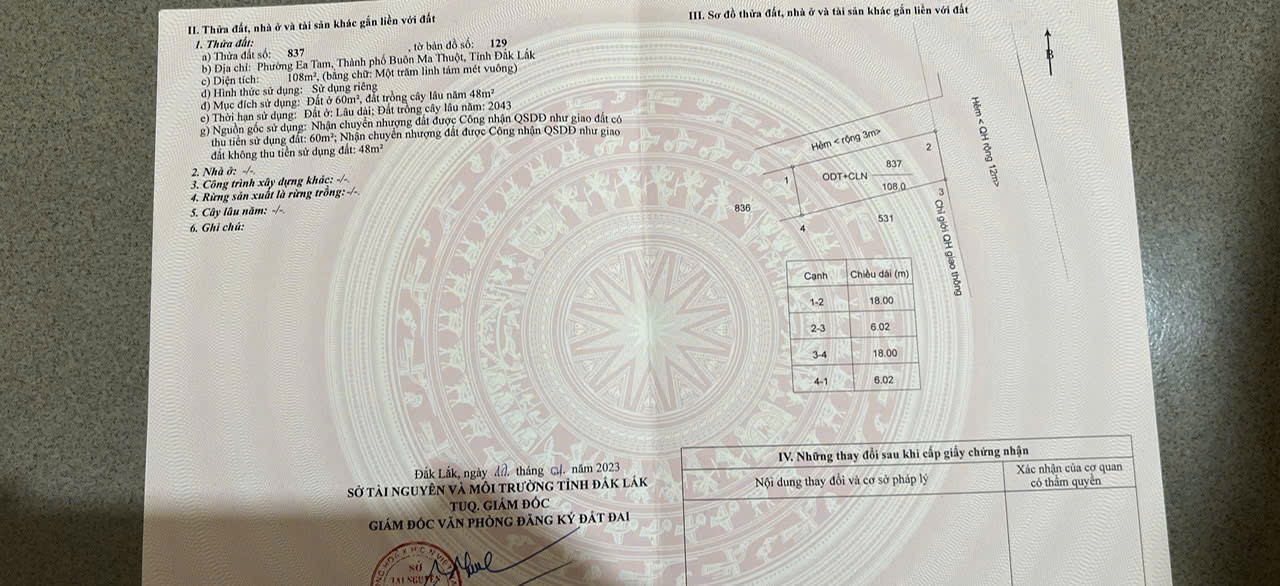 II. Thửa đất, nhà ở và tài sản khác gắn liền với đất
1. Thửa đất:
a) Thửa đất số: 837 , tờ bản đồ số: 129
b) Địa chỉ: Phường Ea Tam, Thành phố Buôn Ma Thuột, Tỉnh Đắk Lắk
c) Diện tích: 108m², (bằng chữ: Một trăm linh tám mét vuông)
d) Hình thức sử dụng: Sử dụng riêng
đ) Mục đích sử dụng: Đất ở 60m², đất trồng cây lâu năm 48m²
e) Thời hạn sử dụng: Đất ở: Lâu dài; Đất trồng cây lâu năm: 2043
g) Nguồn gốc sử dụng: Nhận chuyển nhượng đất được Công nhận QSDĐ như giao đất có
thu tiền sử dụng đất: 60m²; Nhận chuyển nhượng đất được Công nhận QSDĐ như giao
đất không thu tiền sử dụng đất: 48m²
2. Nhà ở: -/-.
3. Công trình xây dựng khác: -/-.
4. Rừng sản xuất là rừng trồng: -/-.
5. Cây lâu năm: -/-.
6. Ghi chú:
Đắk Lắk, ngày tháng năm 2023
SỞ TÀI NGUYÊN VÀ MÔI TRƯỜNG TỈNH ĐẮK LẮK
TUQ. GIÁM ĐỐC
GIÁM ĐỐC VĂN PHÒNG ĐĂNG KÝ ĐẤT ĐAI
SỞ
TÀI NGUYÊN
III. Sơ đồ thửa đất, nhà ở và tài sản khác gắn liền với đất
B
Hẻm < rộng 3m>
Hẻm < QH rộng 12m>
1
2
ODT+CLN
837
108.0
3
Chỉ giới QH giao thông
836
4
531
Cạnh Chiều dài (m)
1-2 18.00
2-3 6.02
3-4 18.00
4-1 6.02
IV. Những thay đổi sau khi cấp giấy chứng nhận
Nội dung thay đổi và cơ sở pháp lý
Xác nhận của cơ quan
có thẩm quyền